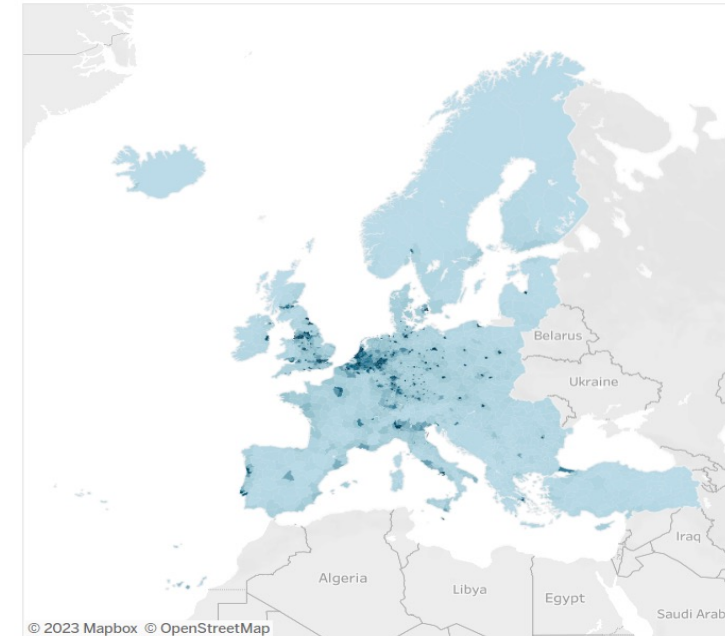 Belarus
Ukraine
Iraq
Algeria
Libya
Egypt
Saudi Arab
© 2023 Mapbox © OpenStreetMap